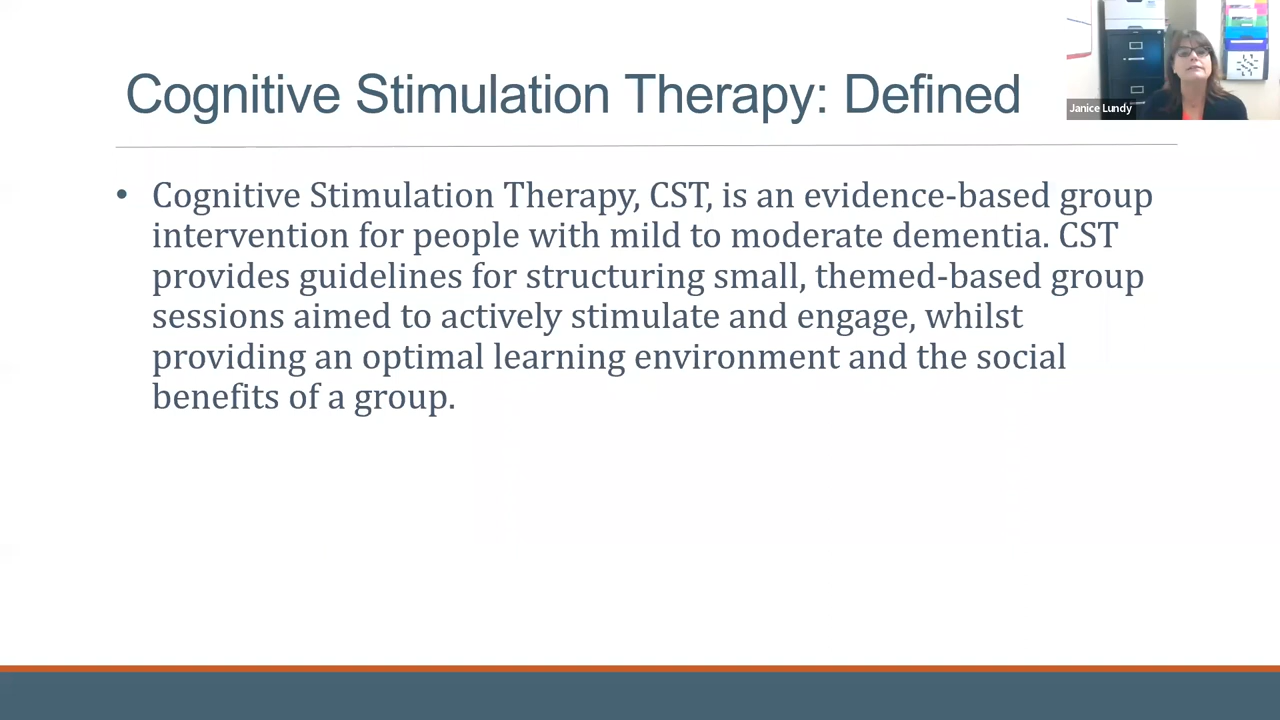 Cognitive Stimulation Therapy: Defined
Janice Lundy
• Cognitive Stimulation Therapy, CST, is an evidence-based group
intervention for people with mild to moderate dementia. CST
provides guidelines for structuring small, themed-based group
sessions aimed to actively stimulate and engage, whilst
providing an optimal learning environment and the social
benefits of a group.